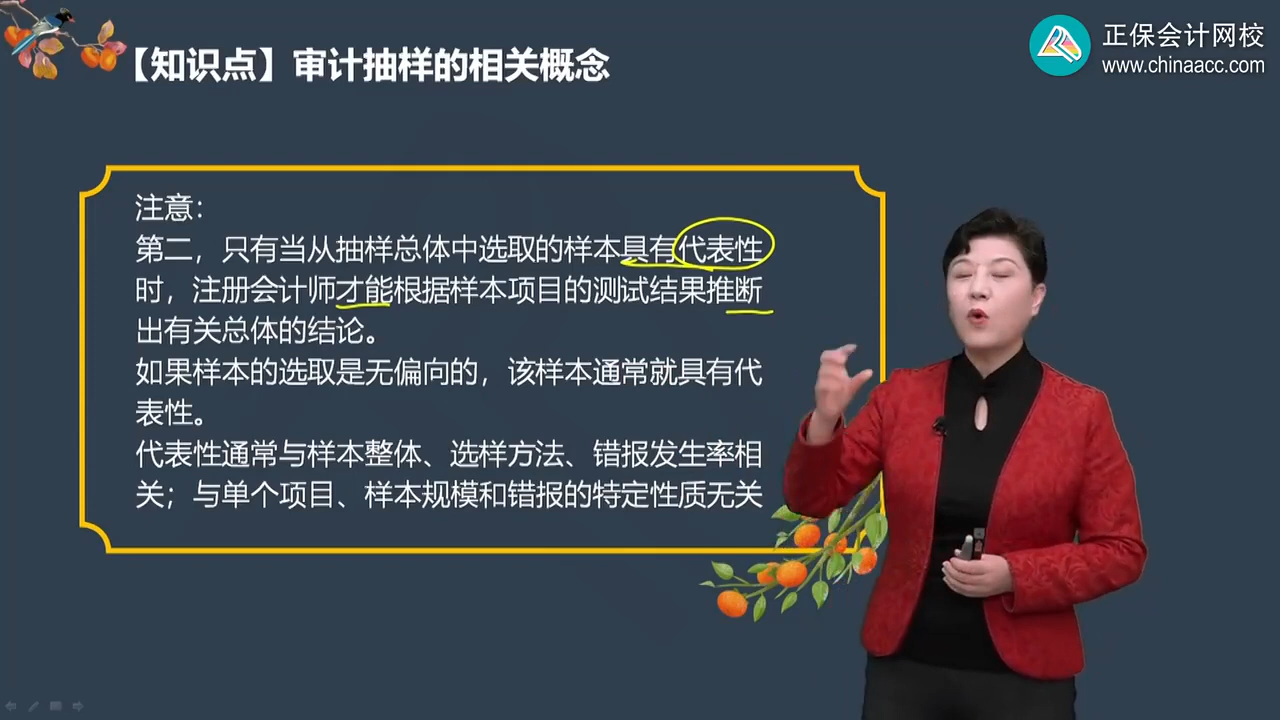 【知识点】审计抽样的相关概念
正保会计网校
www.chinaacc.com
注意：
第二，只有当从抽样总体中选取的样本具有代表性
时，注册会计师才能根据样本项目的测试结果推断
出有关总体的结论。
如果样本的选取是无偏向的，该样本通常就具有代
表性。
代表性通常与样本整体、选样方法、错报发生率相
关；与单个项目、样本规模和错报的特定性质无关